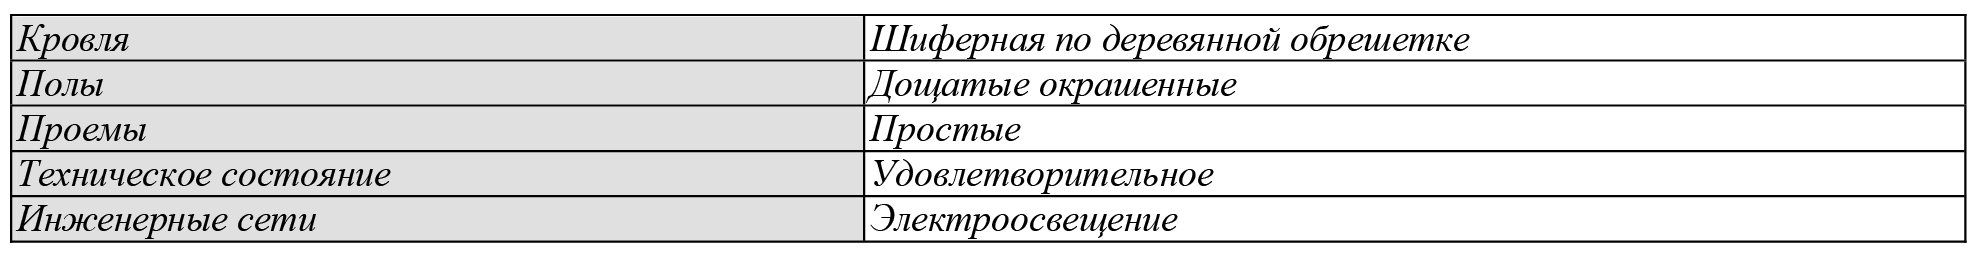 Кровля Шиферная по деревянной обрешетке
Полы Дощатые окрашенные
Проемы Простые
Техническое состояние Удовлетворительное
Инженерные сети Электроосвещение